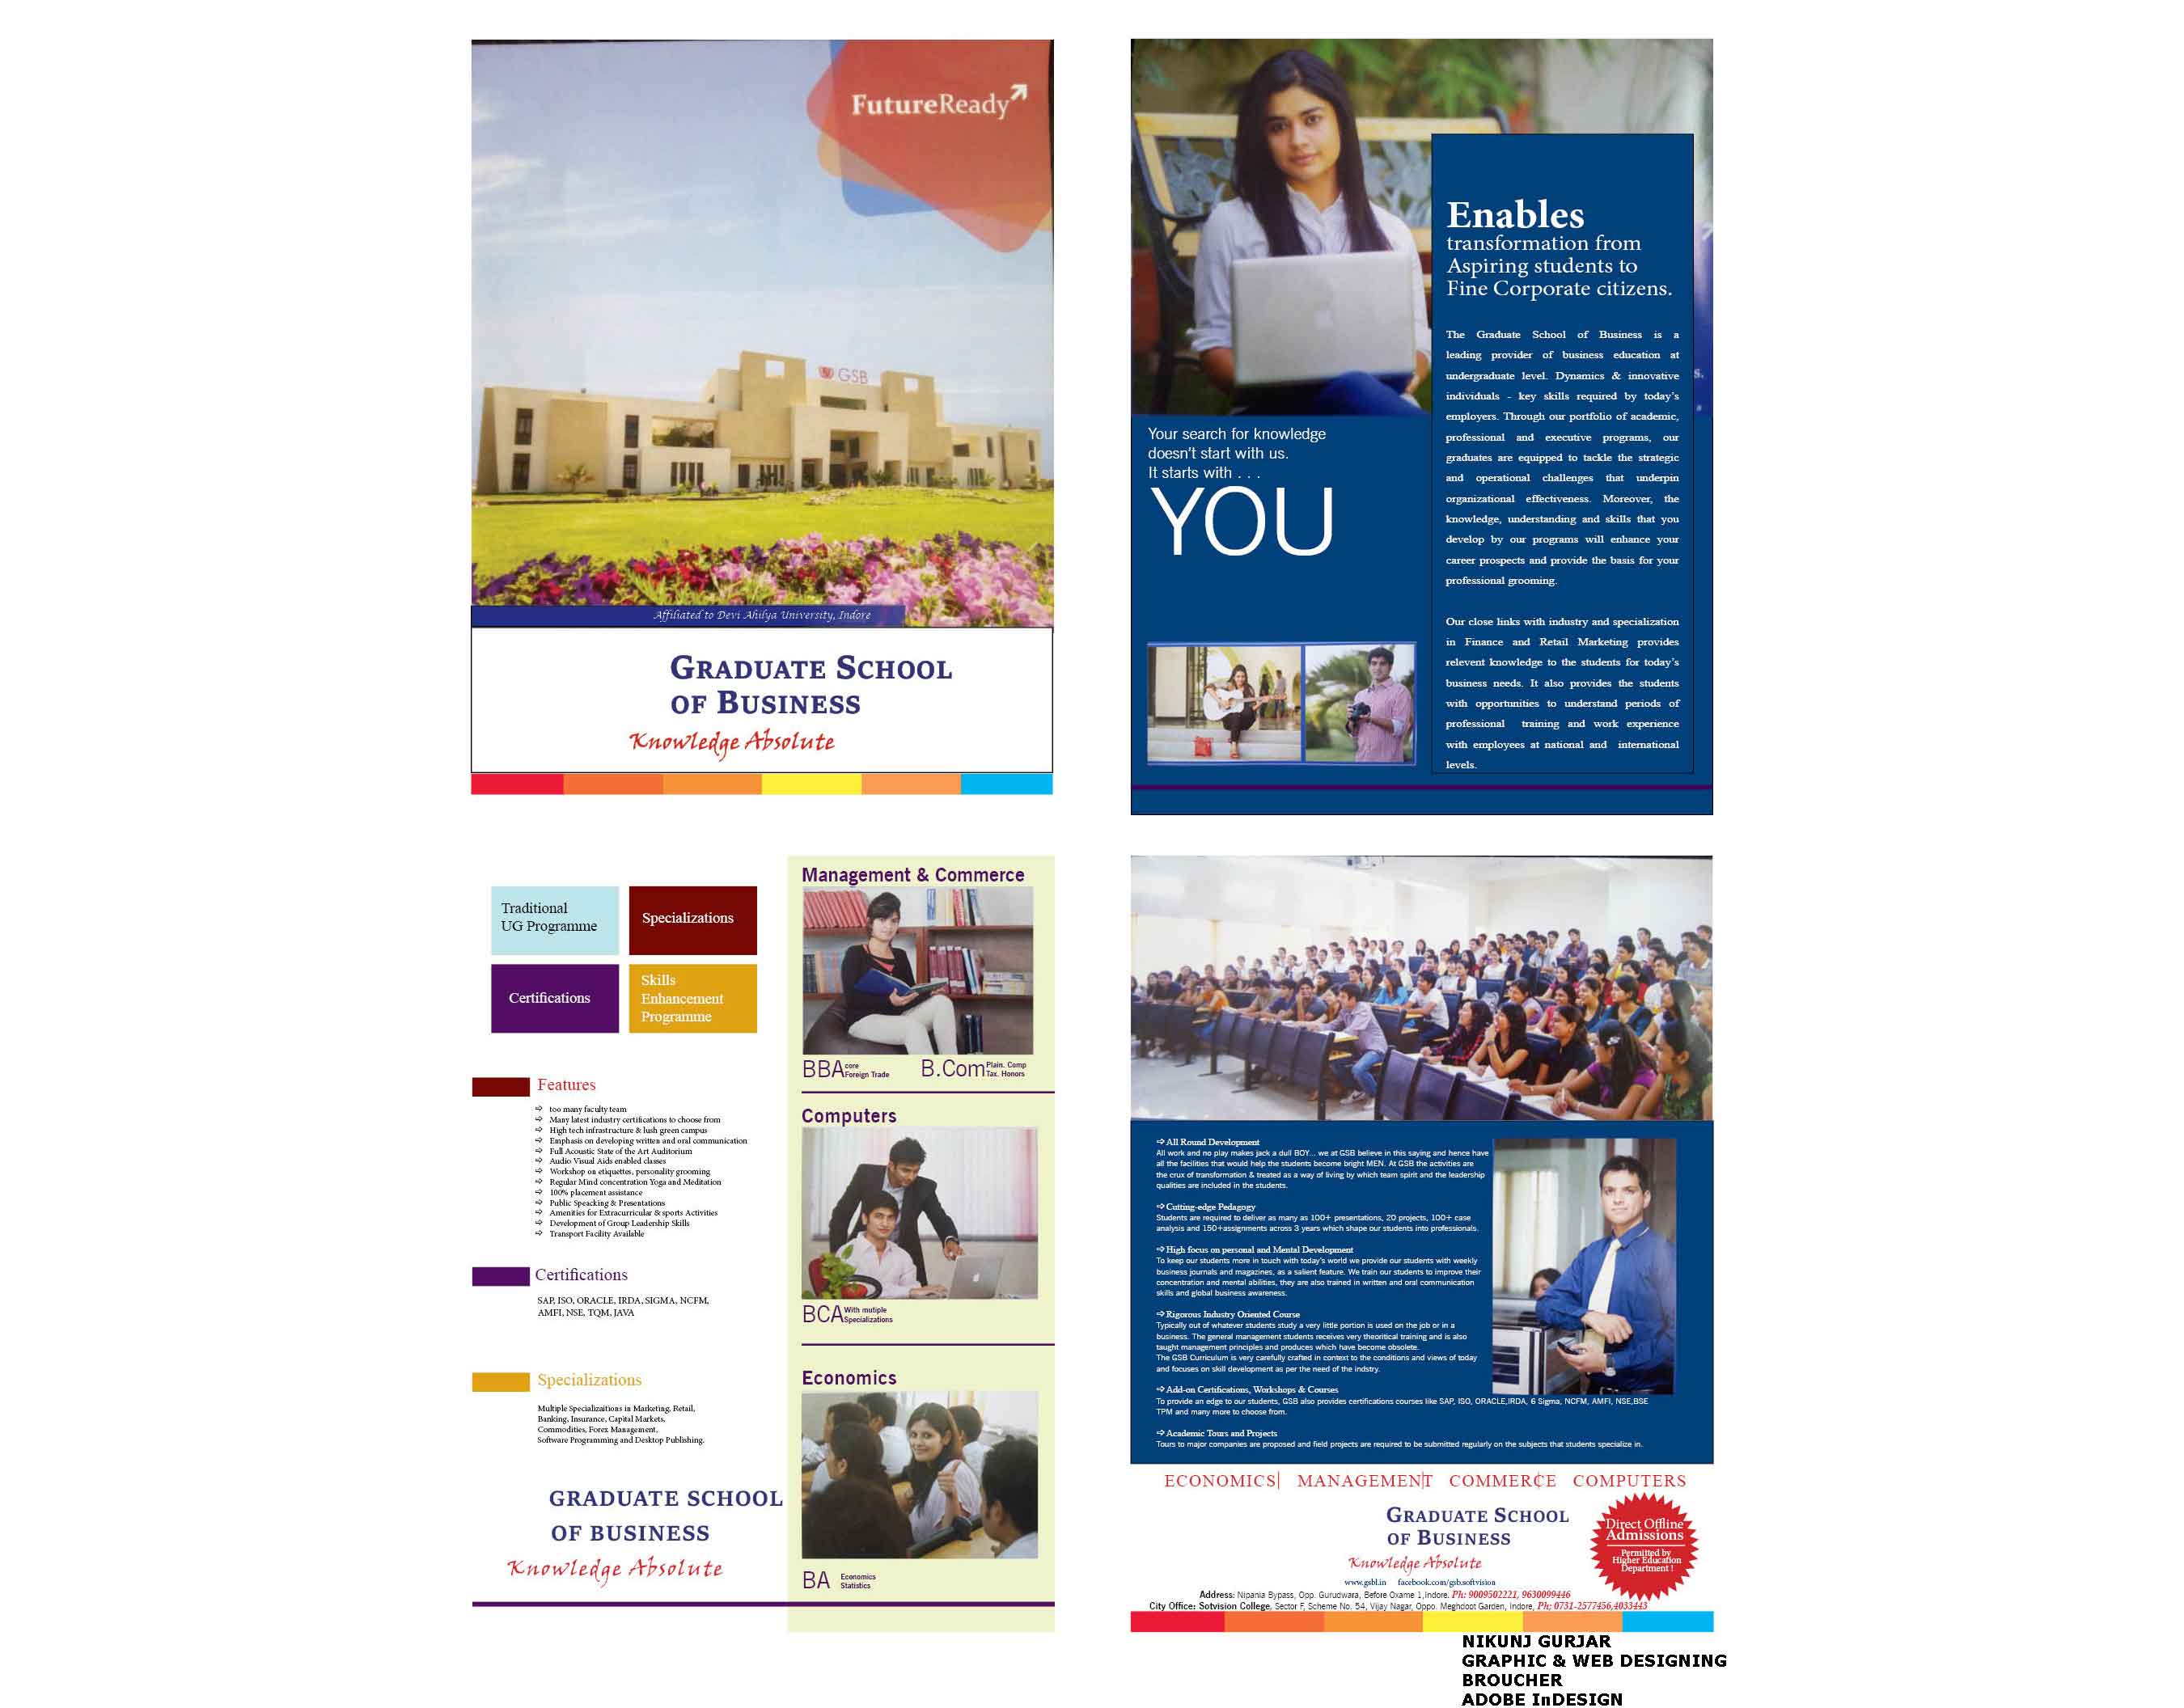 FutureReady
GSB
Affiliated to Devi Ahilya University, Indore
GRADUATE SCHOOL
OF BUSINESS
Knowledge Absolute
Enables
transformation from
Aspiring students to
Fine Corporate citizens.
The Graduate School of Business is a
leading provider of business education at
undergraduate level. Dynamics & innovative
individuals - key skills required by today's
employers. Through our portfolio of academic,
professional and executive programs, our
graduates are equipped to tackle the strategic
and operational challenges that underpin
organizational effectiveness. Moreover, the
knowledge, understanding and skills that you
develop by our programs will enhance your
career prospects and provide the basis for your
professional grooming.
Our close links with industry and specialization
in Finance and Retail Marketing provides
relevent knowledge to the students for today's
business needs. It also provides the students
with opportunities to understand periods of
professional training and work experience
with employees at national and international
levels.
s.
Your search for knowledge
doesn't start with us.
It starts with . . .
YOU
Traditional
UG Programme
Specializations
Certifications
Skills
Enhancement
Programme
Features
⇨ too many faculty team
⇨ Many latest industry certifications to choose from
⇨ High tech infrastructure & lush green campus
⇨ Emphasis on developing written and oral communication
⇨ Full Acoustic State of the Art Auditorium
⇨ Audio Visual Aids enabled classes
⇨ Workshop on etiquettes, personality grooming
⇨ Regular Mind concentration Yoga and Meditation
⇨ 100% placement assistance
⇨ Public Speacking & Presentations
⇨ Amenities for Extracurricular & sports Activities
⇨ Development of Group Leadership Skills
⇨ Transport Facility Available
Certifications
SAP, ISO, ORACLE, IRDA, SIGMA, NCFM,
AMFI, NSE, TQM, JAVA
Specializations
Multiple Specializaitions in Marketing, Retail,
Banking, Insurance, Capital Markets,
Commodities, Forex Management,
Software Programming and Desktop Publishing.
GRADUATE SCHOOL
OF BUSINESS
Knowledge Absolute
Management & Commerce
BBA core Foreign Trade B.Com Plain. Comp Tax. Honors
Computers
BCA With mutiple Specializations
Economics
BA Economics Statistics
⇨ All Round Development
All work and no play makes jack a dull BOY... we at GSB believe in this saying and hence have
all the facilities that would help the students become bright MEN. At GSB the activities are
the crux of transformation & treated as a way of living by which team spirit and the leadership
qualities are included in the students.
⇨ Cutting-edge Pedagogy
Students are required to deliver as many as 100+ presentations, 20 projects, 100+ case
analysis and 150+assignments across 3 years which shape our students into professionals.
⇨ High focus on personal and Mental Development
To keep our students more in touch with today's world we provide our students with weekly
business journals and magazines, as a salient feature. We train our students to improve their
concentration and mental abilities, they are also trained in written and oral communication
skills and global business awareness.
⇨ Rigorous Industry Oriented Course
Typically out of whatever students study a very little portion is used on the job or in a
business. The general management students receives very theoritical training and is also
taught management principles and produces which have become obsolete.
The GSB Curriculum is very carefully crafted in context to the conditions and views of today
and focuses on skill development as per the need of the indstry.
⇨ Add-on Certifications, Workshops & Courses
To provide an edge to our students, GSB also provides certifications courses like SAP, ISO, ORACLE,IRDA, 6 Sigma, NCFM, AMFI, NSE,BSE
TPM and many more to choose from.
⇨ Academic Tours and Projects
Tours to major companies are proposed and field projects are required to be submitted regularly on the subjects that students specialize in.
ECONOMICS| MANAGEMENT| COMMERCE| COMPUTERS
GRADUATE SCHOOL
OF BUSINESS
Knowledge Absolute
Direct Offline
Admissions
Permitted by
Higher Education
Department !
www.gsbl.in facebook.com/gsb.softvision
Address: Nipania Bypass, Opp. Gurudwara, Before Oxame 1,Indore. Ph: 9009502221, 9630099446
City Office: Sotvision College, Sector F, Scheme No. 54, Vijay Nagar, Oppo. Meghdoot Garden, Indore, Ph; 0731-2577456,4033443
NIKUNJ GURJAR
GRAPHIC & WEB DESIGNING
BROUCHER
ADOBE InDESIGN